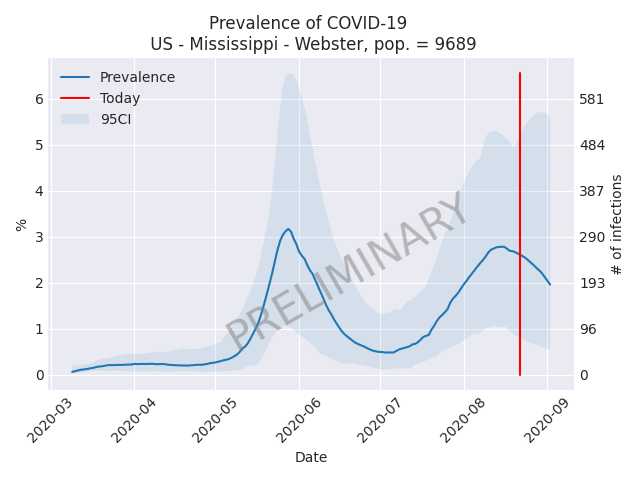 Prevalence of COVID-19
US - Mississippi - Webster, pop. = 9689
Prevalence
Today
95CI
%
6
5
4
3
2
1
0
# of infections
581
484
387
290
193
96
0
PRELIMINARY
2020-03
2020-04
2020-05
2020-06
2020-07
2020-08
2020-09
Date